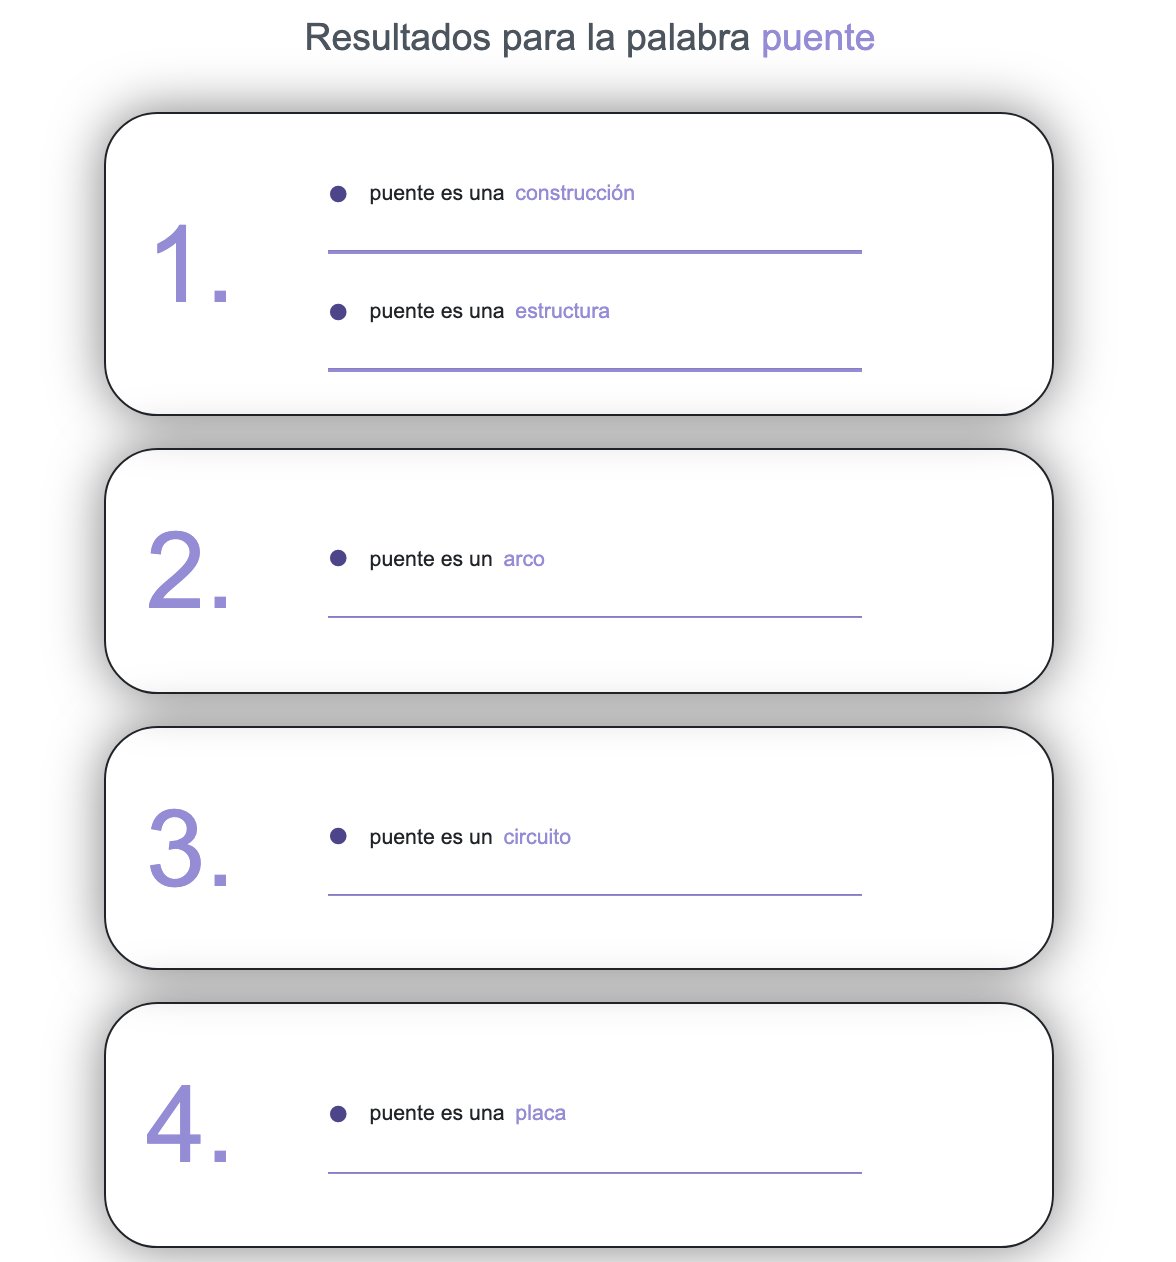 Resultados para la palabra puente
1.
puente es una construcción
puente es una estructura
2.
puente es un arco
3.
puente es un circuito
4.
puente es una placa